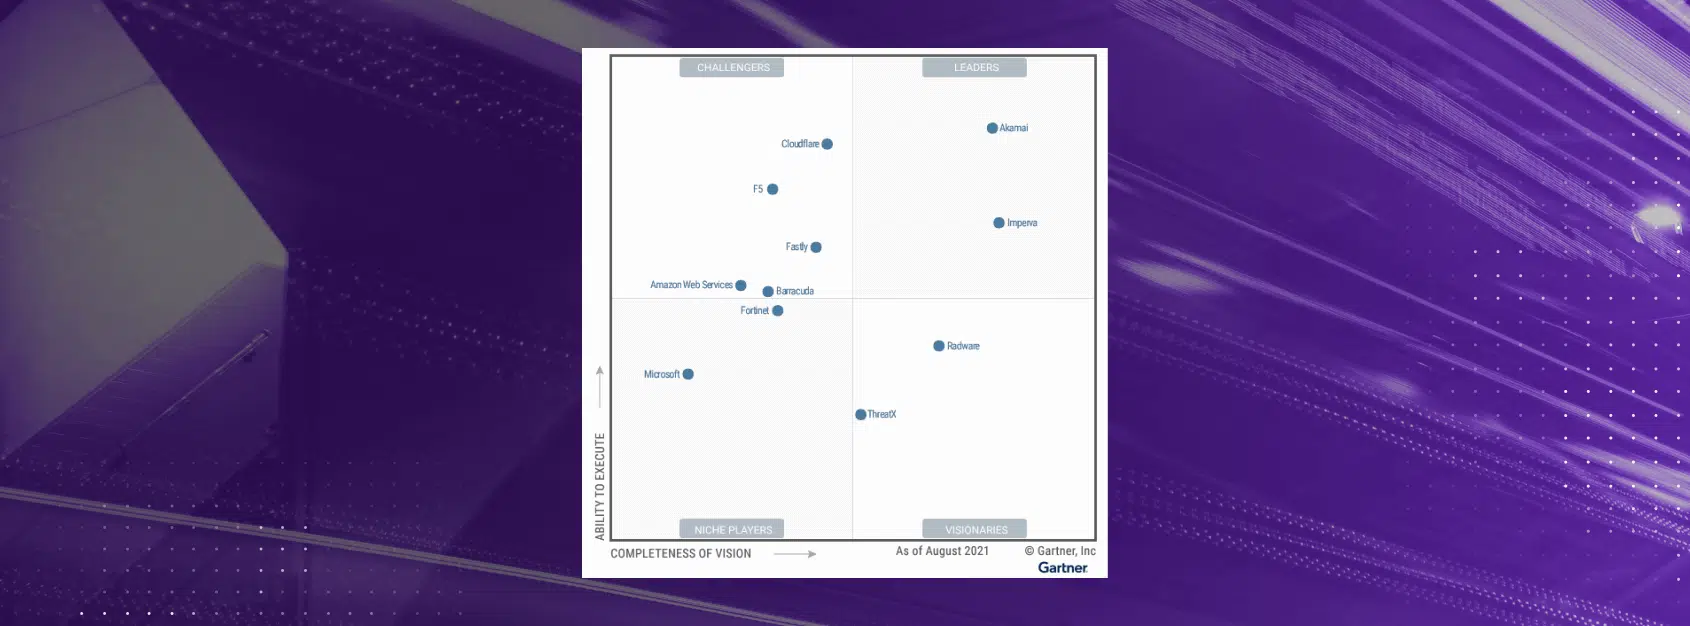 CHALLENGERS
LEADERS
Akamai
Cloudflare
F5
Imperva
Fastly
Amazon Web Services
Barracuda
Fortinet
Radware
Microsoft
ThreatX
ABILITY TO EXECUTE
NICHE PLAYERS
VISIONARIES
COMPLETENESS OF VISION
As of August 2021
© Gartner, Inc
Gartner